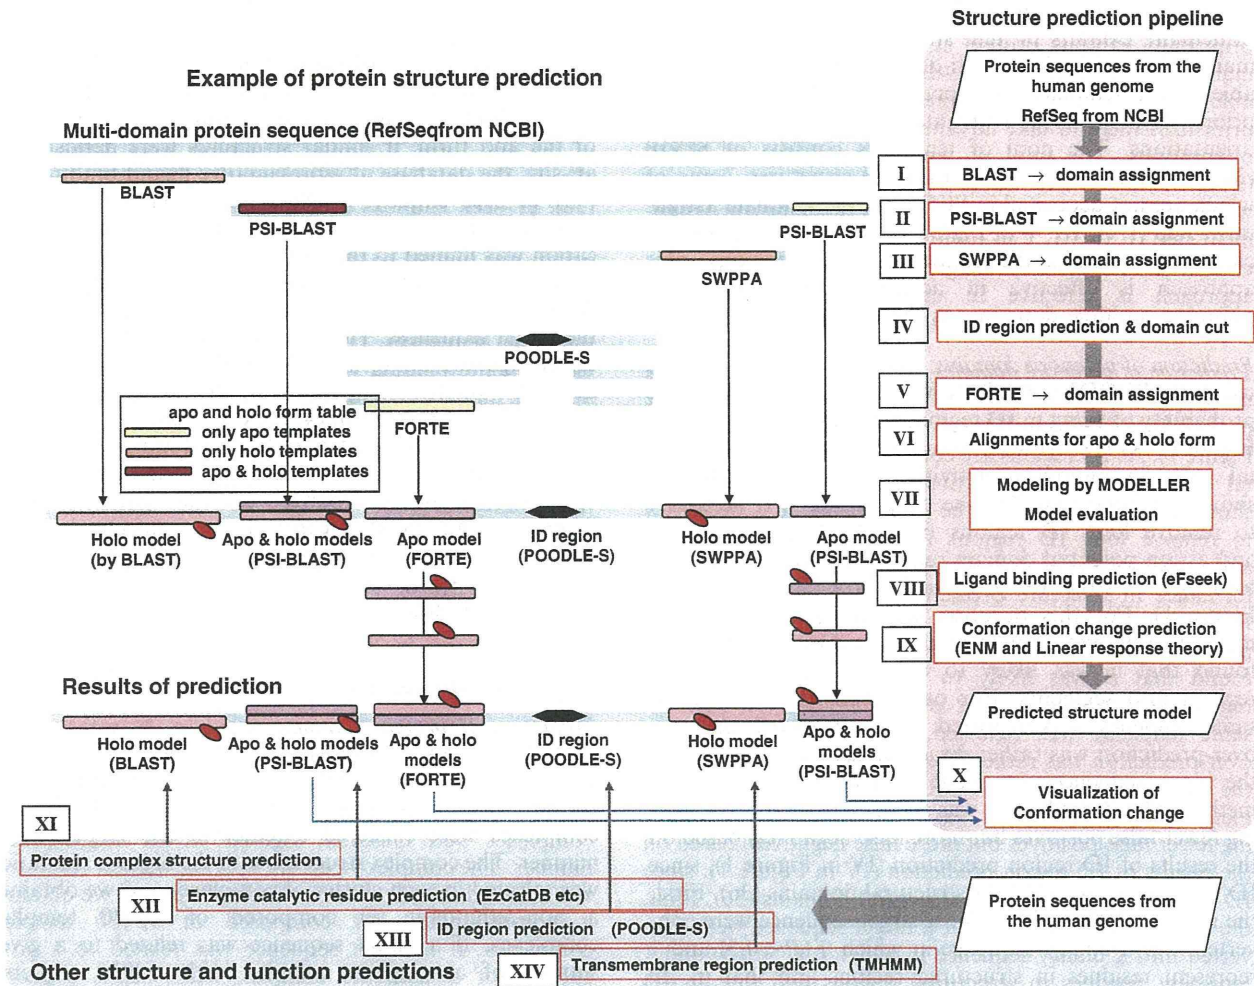 Structure prediction pipeline
Example of protein structure prediction
Multi-domain protein sequence (RefSeqfrom NCBI)
BLAST
PSI-BLAST
PSI-BLAST
SWPPA
POODLE-S
FORTE
apo and holo form table
only apo templates
only holo templates
apo & holo templates
Holo model
(by BLAST)
Apo & holo models
(PSI-BLAST)
Apo model
(FORTE)
ID region
(POODLE-S)
Holo model
(SWPPA)
Apo model
(PSI-BLAST)
Results of prediction
Holo model
(BLAST)
Apo & holo models
(PSI-BLAST)
Apo & holo
models
(FORTE)
ID region
(POODLE-S)
Holo model
(SWPPA)
Apo & holo
models
(PSI-BLAST)
Protein sequences from the
human genome
RefSeq from NCBI
I
BLAST → domain assignment
II
PSI-BLAST → domain assignment
III
SWPPA → domain assignment
IV
ID region prediction & domain cut
V
FORTE → domain assignment
VI
Alignments for apo & holo form
VII
Modeling by MODELLER
Model evaluation
VIII
Ligand binding prediction (eFseek)
IX
Conformation change prediction
(ENM and Linear response theory)
Predicted structure model
X
Visualization of
Conformation change
XI
Protein complex structure prediction
XII
Enzyme catalytic residue prediction (EzCatDB etc)
XIII
ID region prediction (POODLE-S)
XIV
Transmembrane region prediction (TMHMM)
Protein sequences from
the human genome
Other structure and function predictions